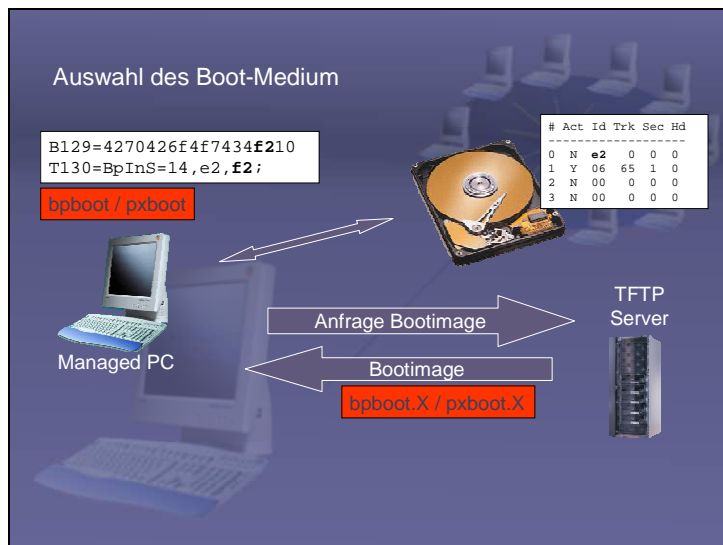 Auswahl des Boot-Medium
B129=4270426f4f7434f210
T130=BpInS=14,e2,f2;
bpboot / pxboot
# Act Id Trk Sec Hd
--------------------
0 N e2 0 0 0
1 Y 06 65 1 0
2 N 00 0 0 0
3 N 00 0 0 0
Managed PC
Anfrage Bootimage
Bootimage
bpboot.X / pxboot.X
TFTP
Server